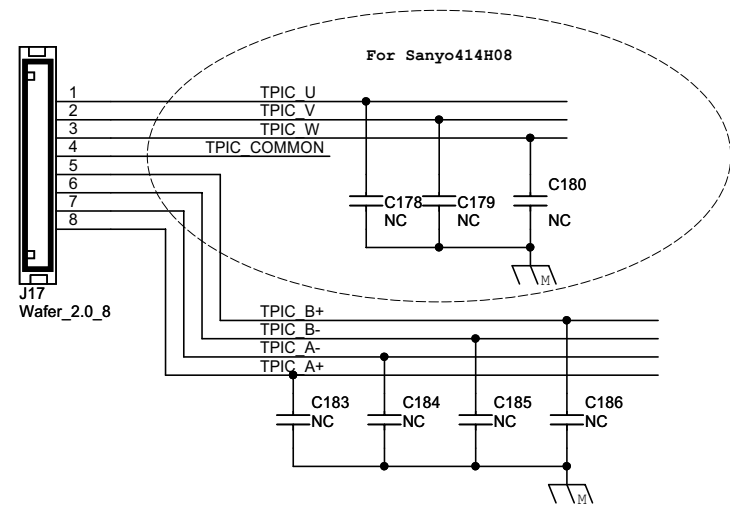 For Sanyo414H08
1 TPIC_U
2 TPIC_V
3 TPIC_W
4 TPIC_COMMON
5
6
7
8
C180
C178 C179
NC NC NC
M
J17
Wafer_2.0_8
TPIC_B+
TPIC_B-
TPIC_A-
TPIC_A+
C183 C184 C185 C186
NC NC NC NC
M